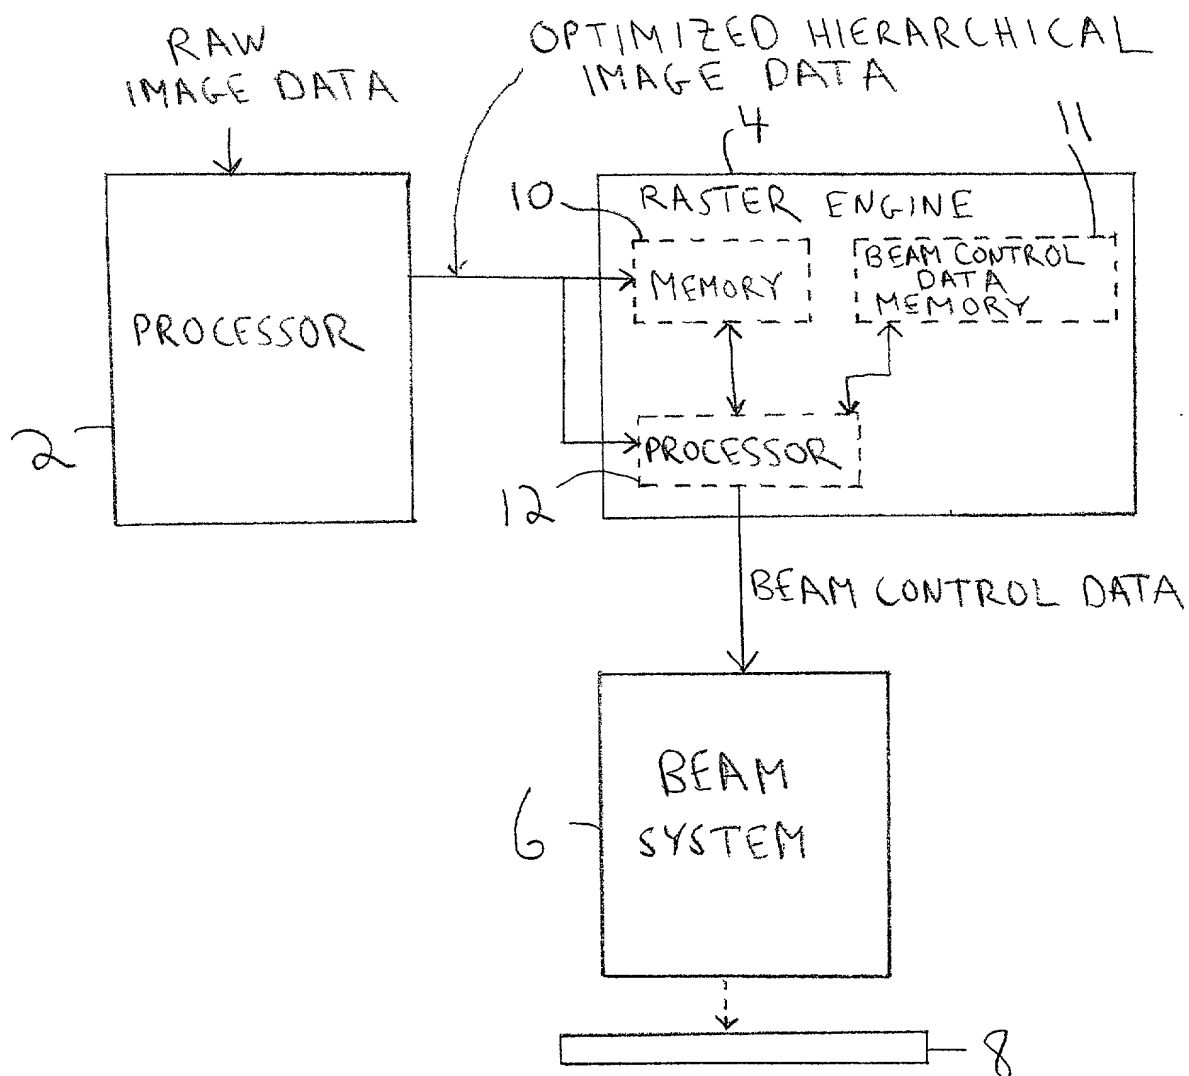 RAW
IMAGE DATA
OPTIMIZED HIERARCHICAL
IMAGE DATA
4
11
10
RASTER ENGINE
MEMORY
BEAM CONTROL
DATA
MEMORY
PROCESSOR
2
PROCESSOR
12
BEAM CONTROL DATA
BEAM
SYSTEM
6
8